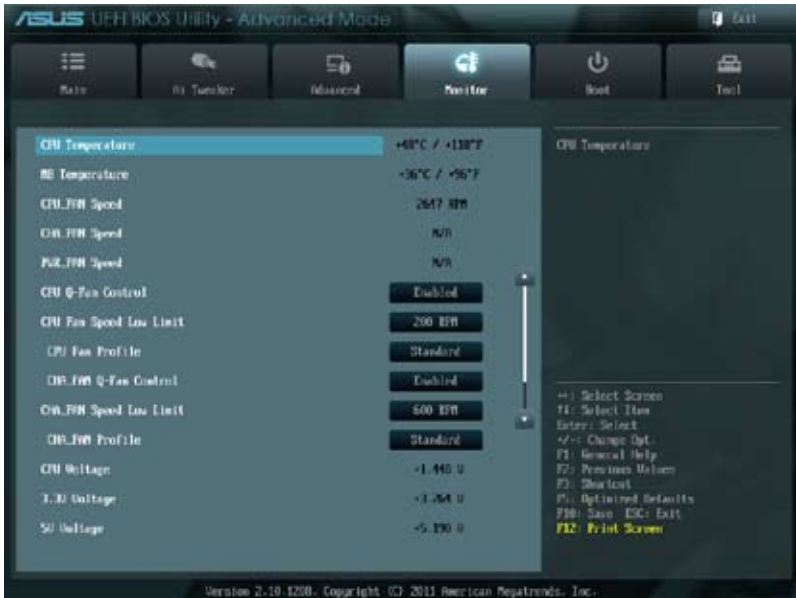 ASUS UEFI BIOS Utility - Advanced Mode
Exit
Main
Ai Tweaker
Advanced
Monitor
Boot
Tool
CPU Temperature
MB Temperature +36°C / +96°F
CPU_FAN Speed 2647 RPM
CHA_FAN Speed N/A
PWR_FAN Speed N/A
CPU Q-Fan Control Enabled
CPU Fan Speed Low Limit 200 RPM
CPU Fan Profile Standard
CHA_FAN Q-Fan Control Enabled
CHA_FAN Speed Low Limit 600 RPM
CHA_FAN Profile Standard
CPU Voltage +1.440 V
3.3V Voltage +3.264 V
5V Voltage +5.190 V
CPU Temperature
: Select Screen
: Select Item
Enter: Select
+/-: Change Opt.
F1: General Help
F2: Previous Values
F3: Shortcut
F5: Optimized Defaults
F10: Save ESC: Exit
F12: Print Screen
Version 2.10.1208. Copyright (C) 2011 American Megatrends, Inc.